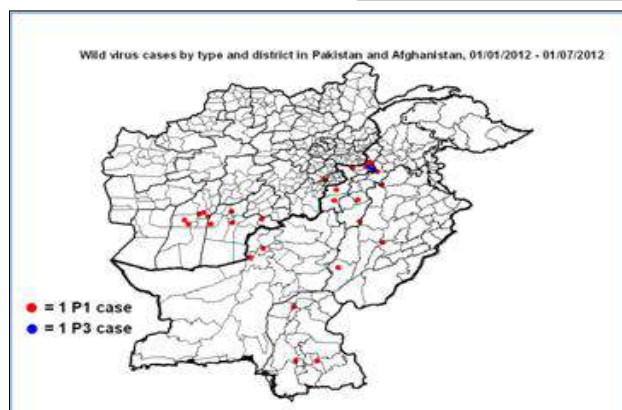 Wild virus cases by type and district in Pakistan and Afghanistan, 01/01/2012 - 01/07/2012
= 1 P1 case
= 1 P3 case